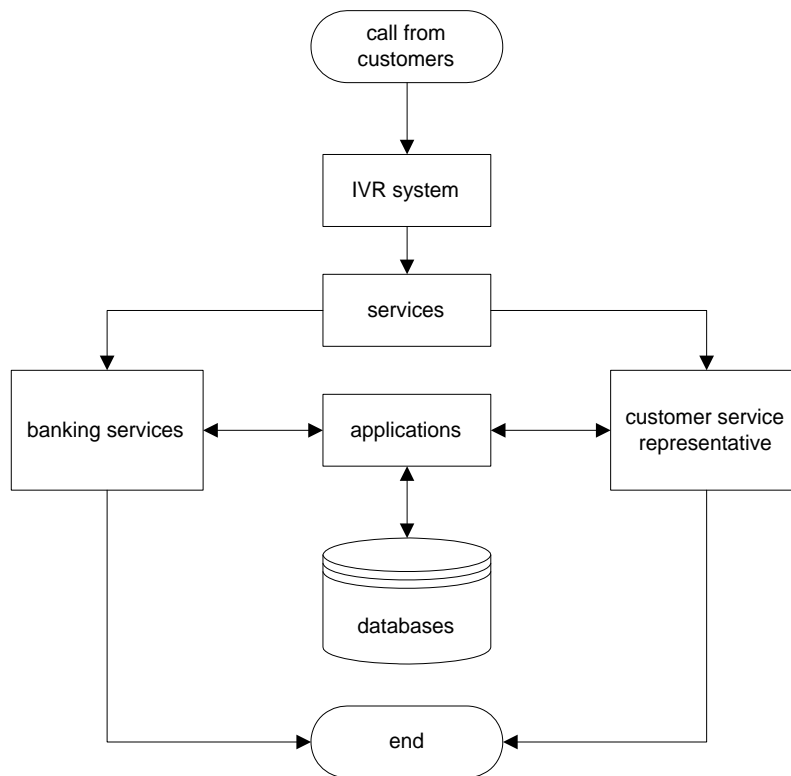 call from
customers
IVR system
services
banking services
applications
customer service
representative
databases
end